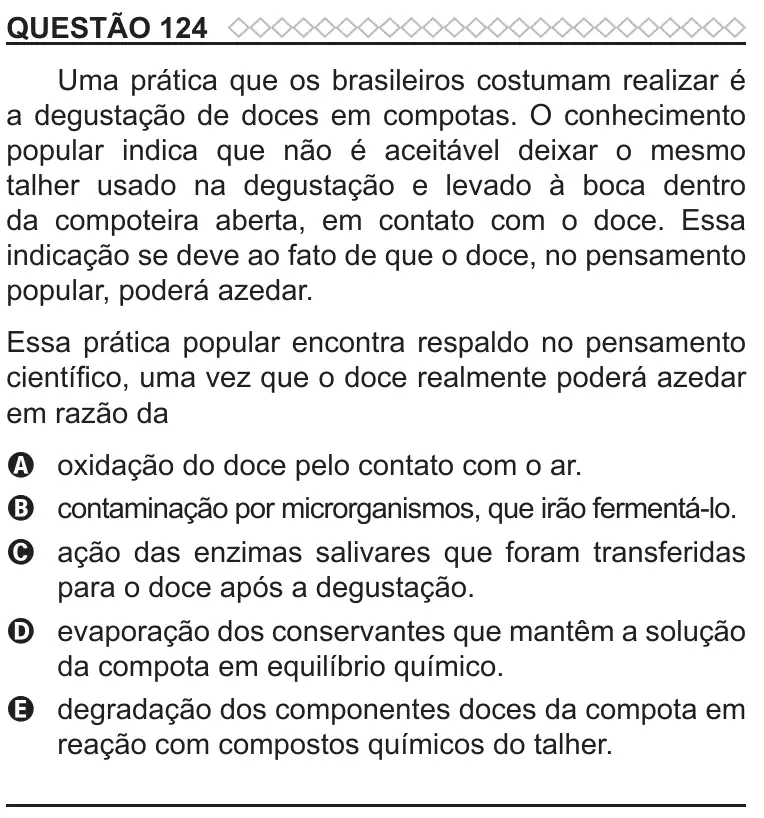 QUESTÃO 124
Uma prática que os brasileiros costumam realizar é
a degustação de doces em compotas. O conhecimento
popular indica que não é aceitável deixar o mesmo
talher usado na degustação e levado à boca dentro
da compoteira aberta, em contato com o doce. Essa
indicação se deve ao fato de que o doce, no pensamento
popular, poderá azedar.
Essa prática popular encontra respaldo no pensamento
científico, uma vez que o doce realmente poderá azedar
em razão da
A oxidação do doce pelo contato com o ar.
B contaminação por microrganismos, que irão fermentá-lo.
C ação das enzimas salivares que foram transferidas
para o doce após a degustação.
D evaporação dos conservantes que mantêm a solução
da compota em equilíbrio químico.
E degradação dos componentes doces da compota em
reação com compostos químicos do talher.